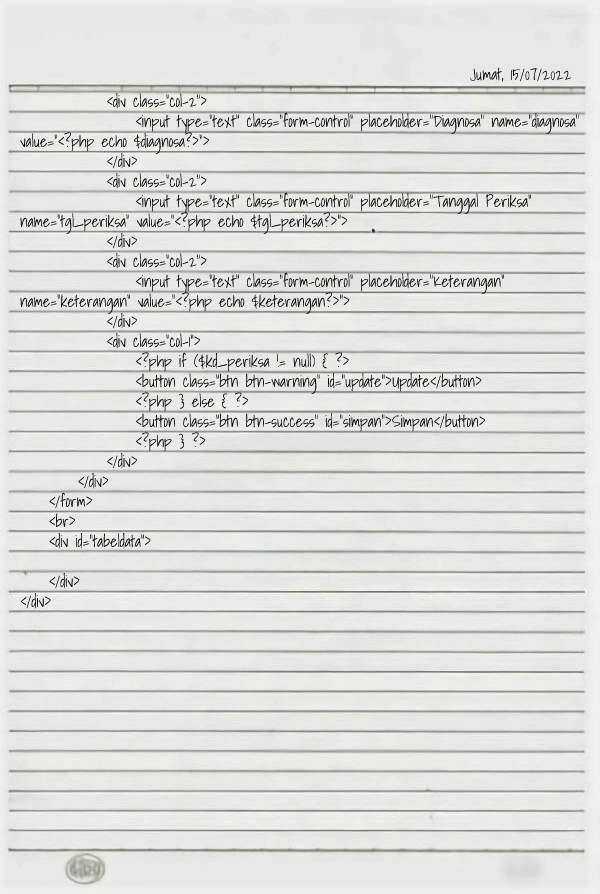 Jumat, 15/07/2022
<div class="col-2">
<input type="text" class="form-control" placeholder="Diagnosa" name="diagnosa"
value="<?php echo $diagnosa?>">
</div>
<div class="col-2">
<input type="text" class="form-control" placeholder="Tanggal Periksa"
name="tgl_periksa" value="<?php echo $tgl_periksa?>">
</div>
<div class="col-2">
<input type="text" class="form-control" placeholder="Keterangan"
name="keterangan" value="<?php echo $keterangan?>">
</div>
<div class="col-1">
<?php if ($kd_periksa != null) { ?>
<button class="btn btn-warning" id="update">Update</button>
<?php } else { ?>
<button class="btn btn-success" id="simpan">Simpan</button>
<?php } ?>
</div>
</div>
</form>
<br>
<div id="tabeldata">
</div>
</div>